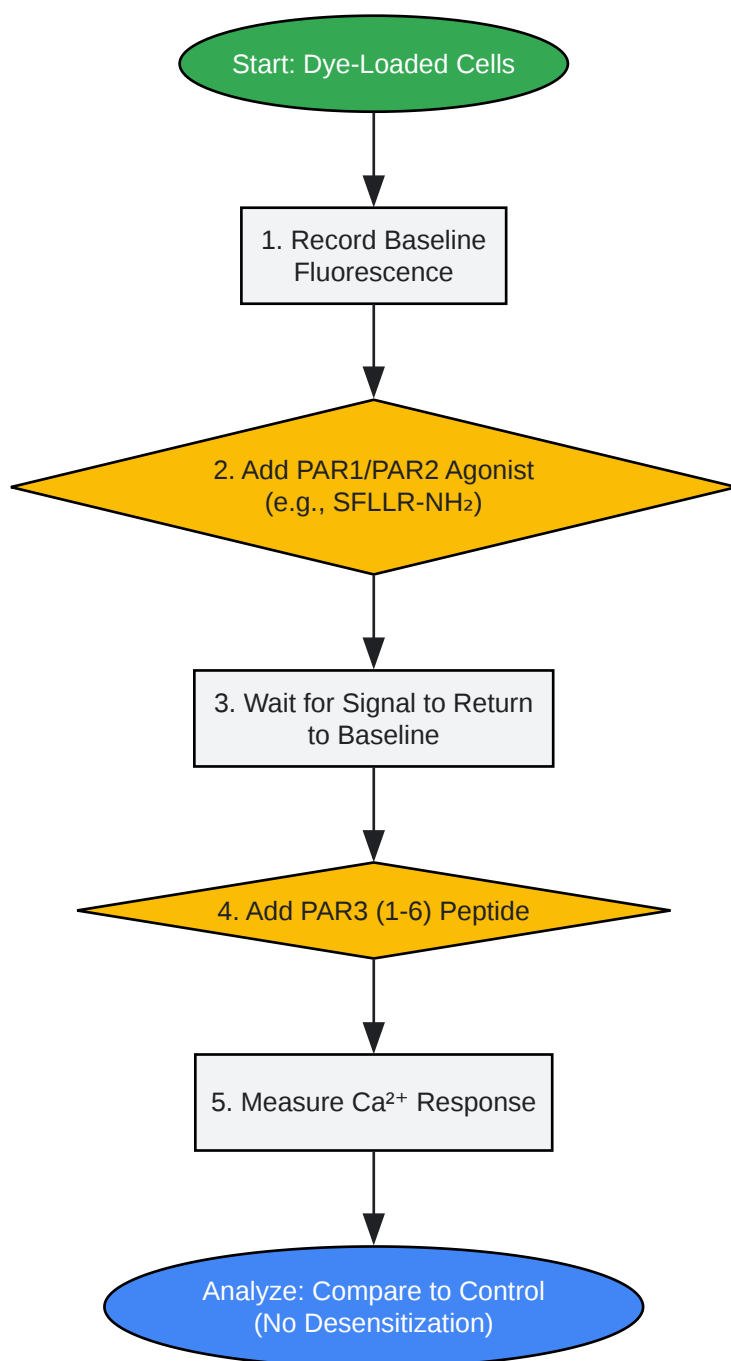 Start: Dye-Loaded Cells
1. Record Baseline
Fluorescence
2. Add PAR1/PAR2 Agonist
(e.g., SFLLR-NH₂)
3. Wait for Signal to Return
to Baseline
4. Add PAR3 (1-6) Peptide
5. Measure Ca²⁺ Response
Analyze: Compare to Control
(No Desensitization)